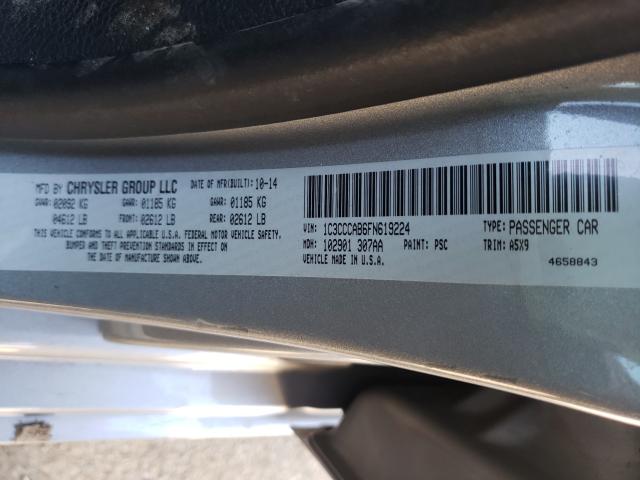 MFD BY CHRYSLER GROUP LLC DATE OF MFR(BUILT): 10-14
GVWR: 02092 KG GAWR: 01185 KG GAWR: 01185 KG
04612 LB FRONT: 02612 LB REAR: 02612 LB
THIS VEHICLE CONFORMS TO ALL APPLICABLE U.S.A. FEDERAL MOTOR VEHICLE SAFETY,
BUMPER AND THEFT PREVENTION STANDARDS IN EFFECT ON
THE DATE OF MANUFACTURE SHOWN ABOVE.
VIN: 1C3CCCAB6FN619224 TYPE: PASSENGER CAR
MDH: 102901 307AA PAINT: PSC TRIM: A5X9
VEHICLE MADE IN U.S.A. 4658843